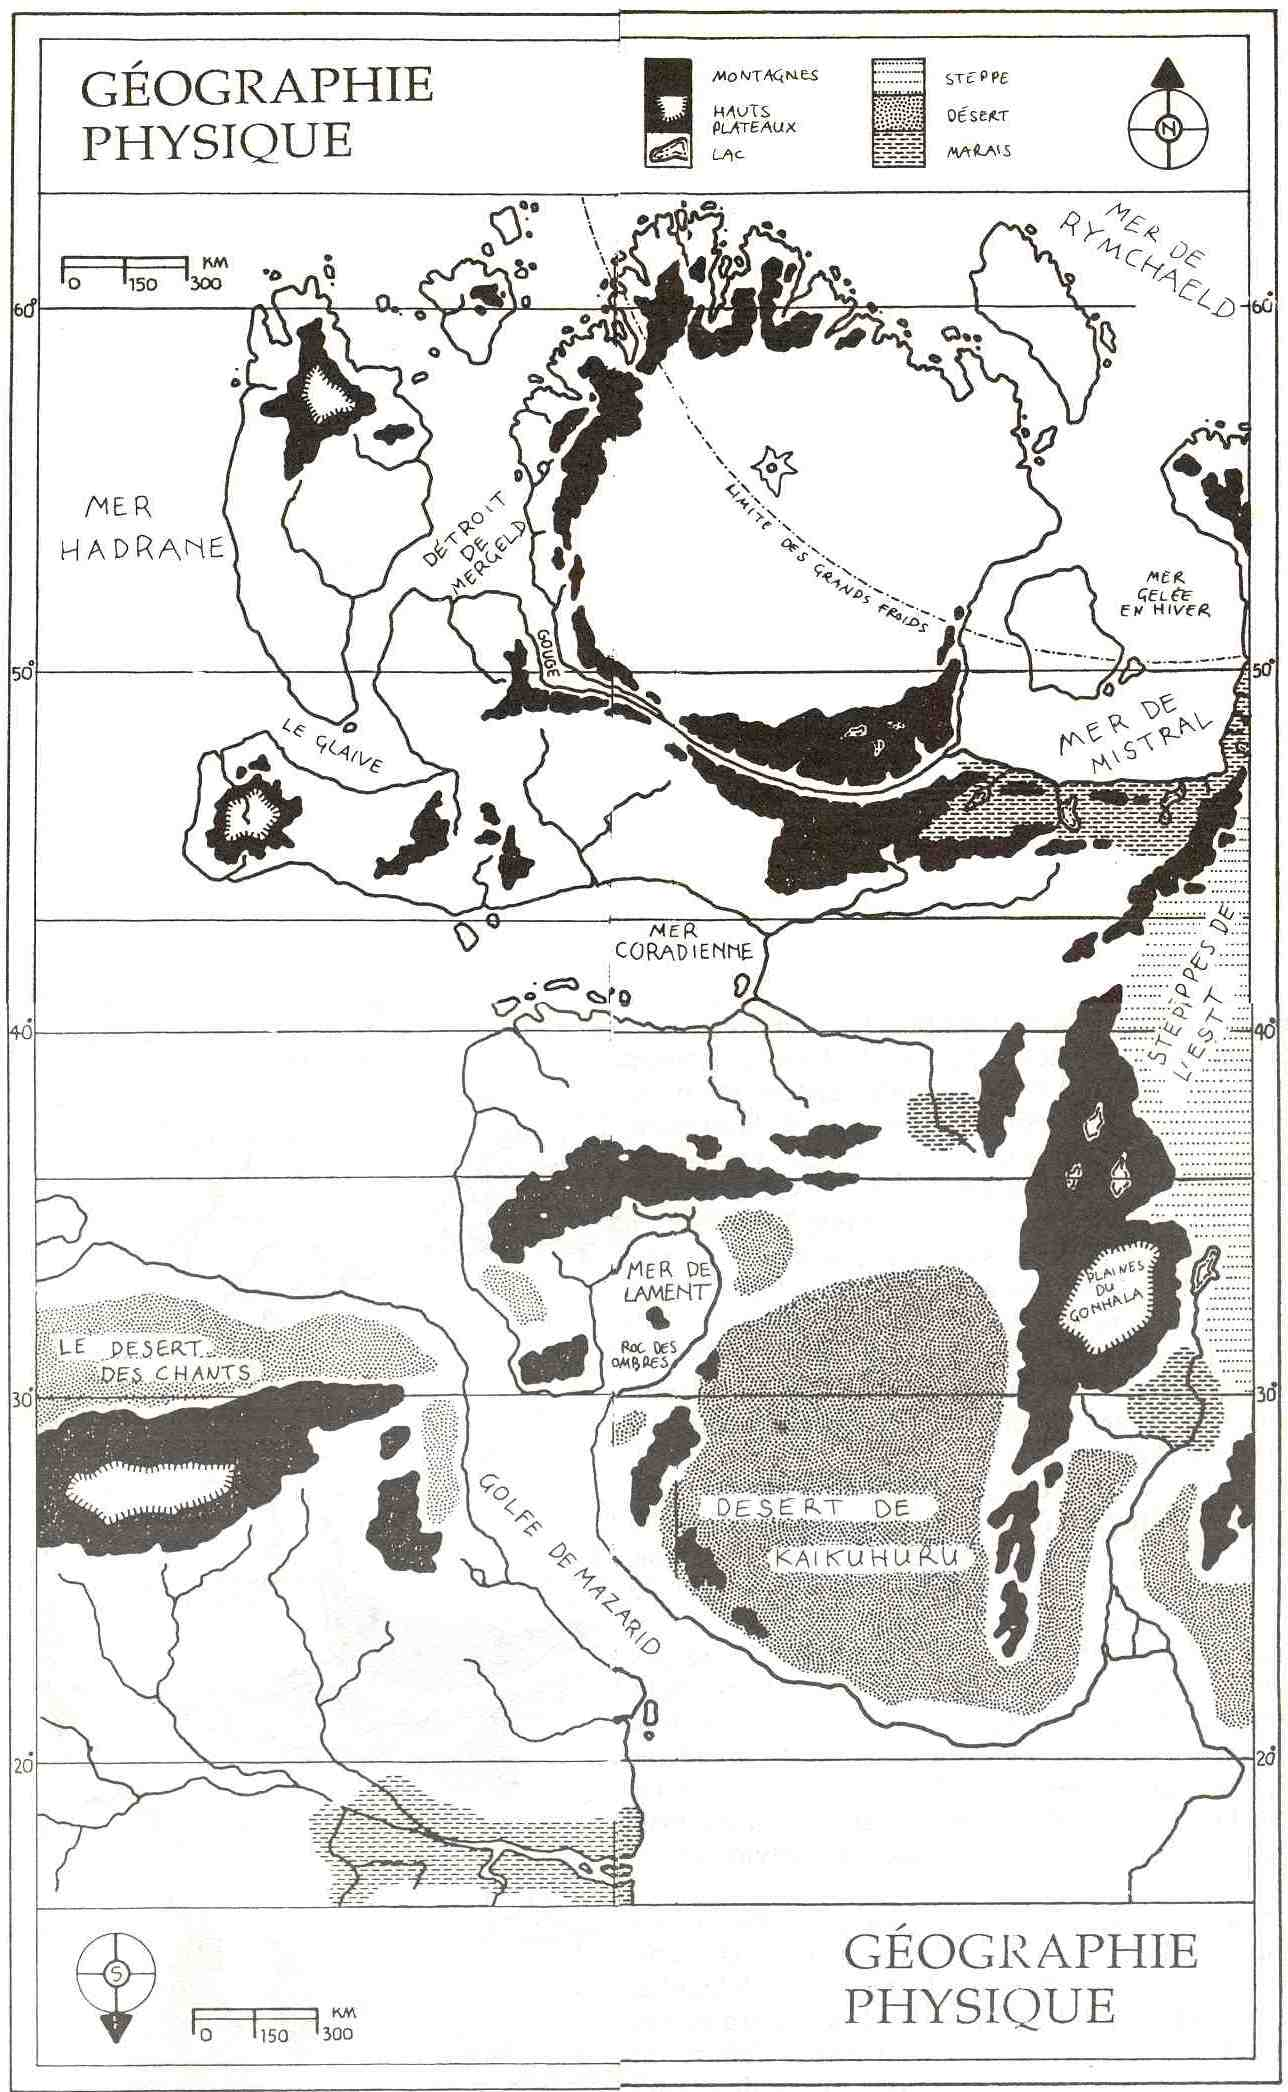 GÉOGRAPHIE
PHYSIQUE
MONTAGNES
HAUTS
PLATEAUX
LAC
STEPPE
DÉSERT
MARAIS
N
MER DE
RYMCHAELD
KM
0 150 300
60° 60°
MER
HADRANE
DÉTROIT
DE
MERGELD
LIMITE DES GRANDS FROIDS
MER
GELÉE
EN HIVER
GOUGE
50° 50°
LE GLAIVE
MER DE
MISTRAL
MER
CORADIENNE
STEPPES DE
L'EST
40° 40°
MER DE
LAMENT
ROC DES
OMBRES
PLAINES
DU
GONHALA
LE DESERT
DES CHANTS
30° 30°
GOLFE DE MAZARID
DESERT DE
KAIKUHURU
20° 20°
S
KM
0 150 300
GÉOGRAPHIE
PHYSIQUE